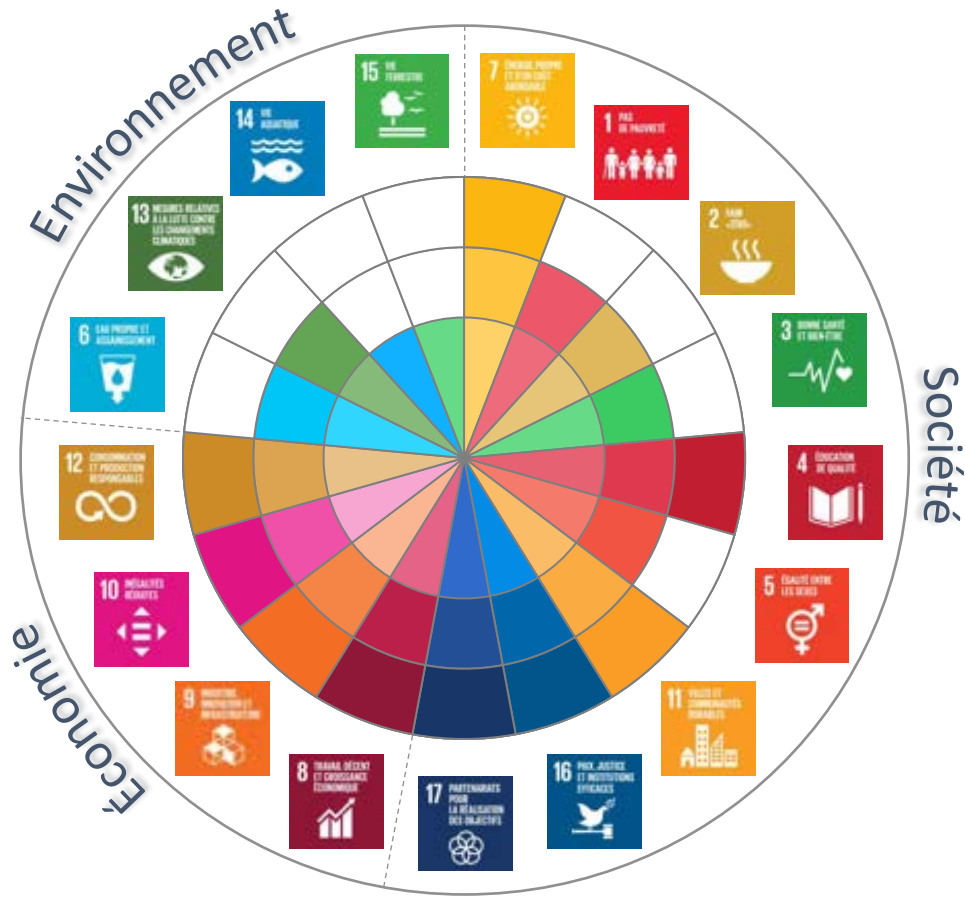 Environnement
15 VIE
TERRESTRE
7 ÉNERGIE PROPRE
ET D'UN COÛT
ABORDABLE
14 VIE
AQUATIQUE
1 PAS
DE PAUVRETÉ
13 MESURES RELATIVES
À LA LUTTE CONTRE
LES CHANGEMENTS
CLIMATIQUES
2 FAIM
«ZÉRO»
6 EAU PROPRE ET
ASSAINISSEMENT
3 BONNE SANTÉ
ET BIEN-ÊTRE
Société
12 CONSOMMATION
ET PRODUCTION
RESPONSABLES
4 ÉDUCATION
DE QUALITÉ
10 INÉGALITÉS
RÉDUITES
5 ÉGALITÉ ENTRE
LES SEXES
Économie
9 INDUSTRIE,
INNOVATION ET
INFRASTRUCTURE
11 VILLES ET
COMMUNAUTÉS
DURABLES
8 TRAVAIL DÉCENT
ET CROISSANCE
ÉCONOMIQUE
16 PAIX, JUSTICE
ET INSTITUTIONS
EFFICACES
17 PARTENARIATS
POUR
LA RÉALISATION
DES OBJECTIFS